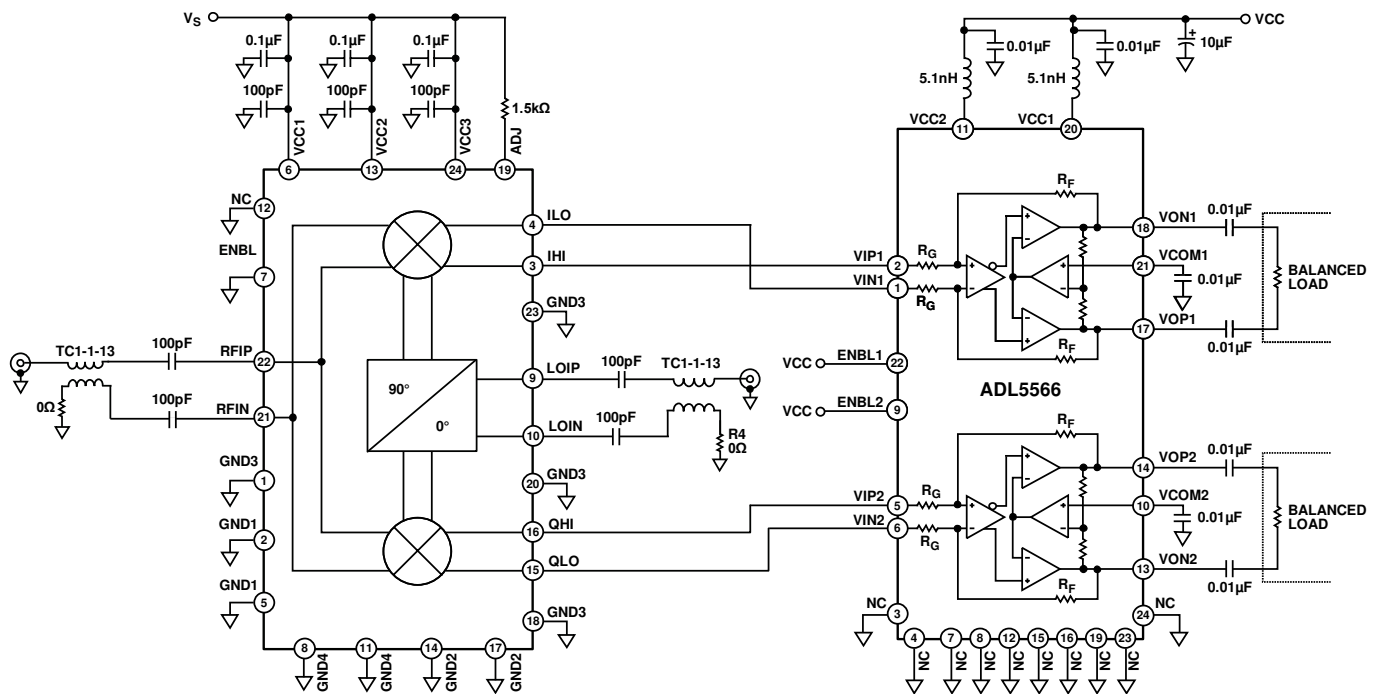 VS
0.1µF
0.1µF
0.1µF
100pF
100pF
100pF
1.5kΩ
VCC1
VCC2
VCC3
ADJ
6
13
24
19
NC
12
ENBL
7
TC1-1-13
100pF
RFIP
22
0Ω
100pF
RFIN
21
GND3
1
GND1
2
GND1
5
90°
0°
ILO
4
IHI
3
GND3
23
LOIP
9
100pF
TC1-1-13
LOIN
10
100pF
R4
0Ω
GND3
20
QHI
16
QLO
15
GND3
18
8
11
14
17
GND4
GND4
GND2
GND2
VCC
0.01µF
0.01µF
+
10µF
5.1nH
5.1nH
VCC2
11
VCC1
20
VIP1
2
RG
VIN1
1
RG
RF
+
-
+
-
+
-
-
+
RF
VON1
18
0.01µF
VCOM1
21
0.01µF
VOP1
17
0.01µF
BALANCED
LOAD
VCC
ENBL1
22
VCC
ENBL2
9
ADL5566
VIP2
5
RG
VIN2
6
RG
RF
+
-
+
-
+
-
-
+
RF
VOP2
14
0.01µF
VCOM2
10
0.01µF
VON2
13
0.01µF
BALANCED
LOAD
NC
3
NC
24
4
7
8
12
15
16
19
23
NC
NC
NC
NC
NC
NC
NC
NC